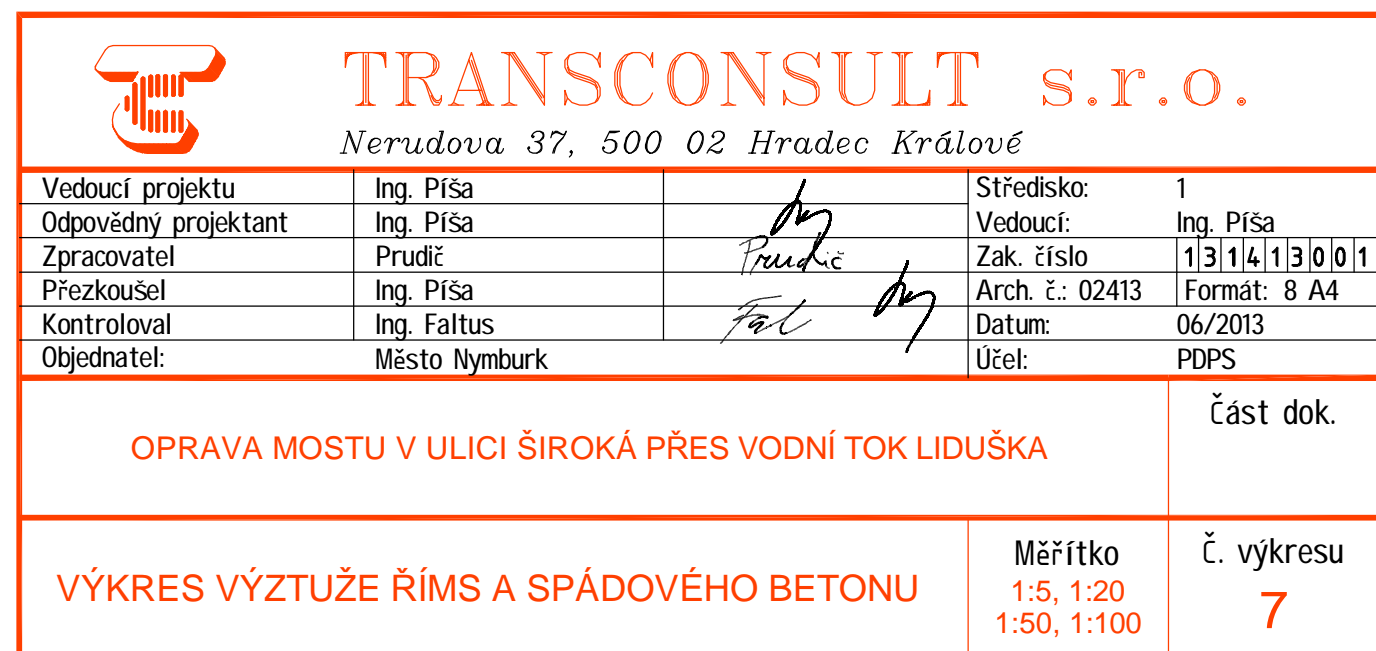 TRANSCONSULT s.r.o.
Nerudova 37, 500 02 Hradec Králové
Vedoucí projektu Ing. Píša Středisko: 1
Odpovědný projektant Ing. Píša Vedoucí: Ing. Píša
Zpracovatel Prudič Prudič Zak. číslo 131413001
Přezkoušel Ing. Píša Arch. č.: 02413 Formát: 8 A4
Kontroloval Ing. Faltus Fal Datum: 06/2013
Objednatel: Město Nymburk Účel: PDPS
OPRAVA MOSTU V ULICI ŠIROKÁ PŘES VODNÍ TOK LIDUŠKA
Část dok.
VÝKRES VÝZTUŽE ŘÍMS A SPÁDOVÉHO BETONU
Měřítko
1:5, 1:20
1:50, 1:100
Č. výkresu
7